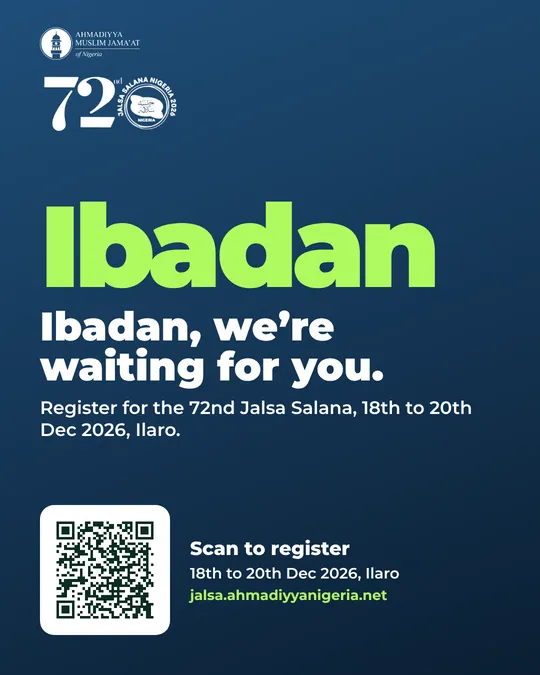 AHMADIYYA
MUSLIM JAMA'AT
of Nigeria
72nd
JALSA SALANA NIGERIA 2026
NIGERIA
Ibadan
Ibadan, we're
waiting for you.
Register for the 72nd Jalsa Salana, 18th to 20th
Dec 2026, Ilaro.
Scan to register
18th to 20th Dec 2026, Ilaro
jalsa.ahmadiyyanigeria.net